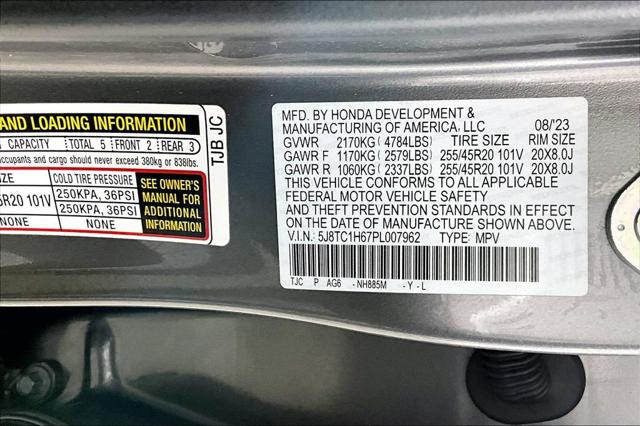 AND LOADING INFORMATION
CAPACITY TOTAL 5 FRONT 2 REAR 3
occupants and cargo should never exceed 380kg or 838lbs.
COLD TIRE PRESSURE
SEE OWNER'S
MANUAL FOR
ADDITIONAL
INFORMATION
R20 101V 250KPA, 36PSI
250KPA, 36PSI
NONE NONE
TJB JC
MFD. BY HONDA DEVELOPMENT &
MANUFACTURING OF AMERICA, LLC 08/'23
GVWR 2170KG (4784LBS) TIRE SIZE RIM SIZE
GAWR F 1170KG (2579LBS) 255/45R20 101V 20X8.0J
GAWR R 1060KG (2337LBS) 255/45R20 101V 20X8.0J
THIS VEHICLE CONFORMS TO ALL APPLICABLE
FEDERAL MOTOR VEHICLE SAFETY
AND THEFT PREVENTION STANDARDS IN EFFECT
ON THE DATE OF MANUFACTURE SHOWN ABOVE.
V.I.N.: 5J8TC1H67PL007962 TYPE: MPV
TJC P AG6 -NH885M -Y-L